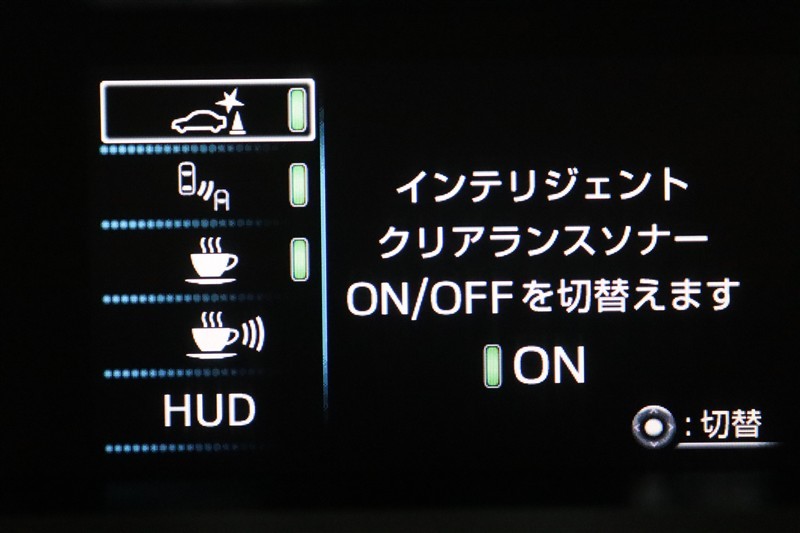 HUD
インテリジェント
クリアランスソナー
ON/OFFを切替えます
ON
:切替